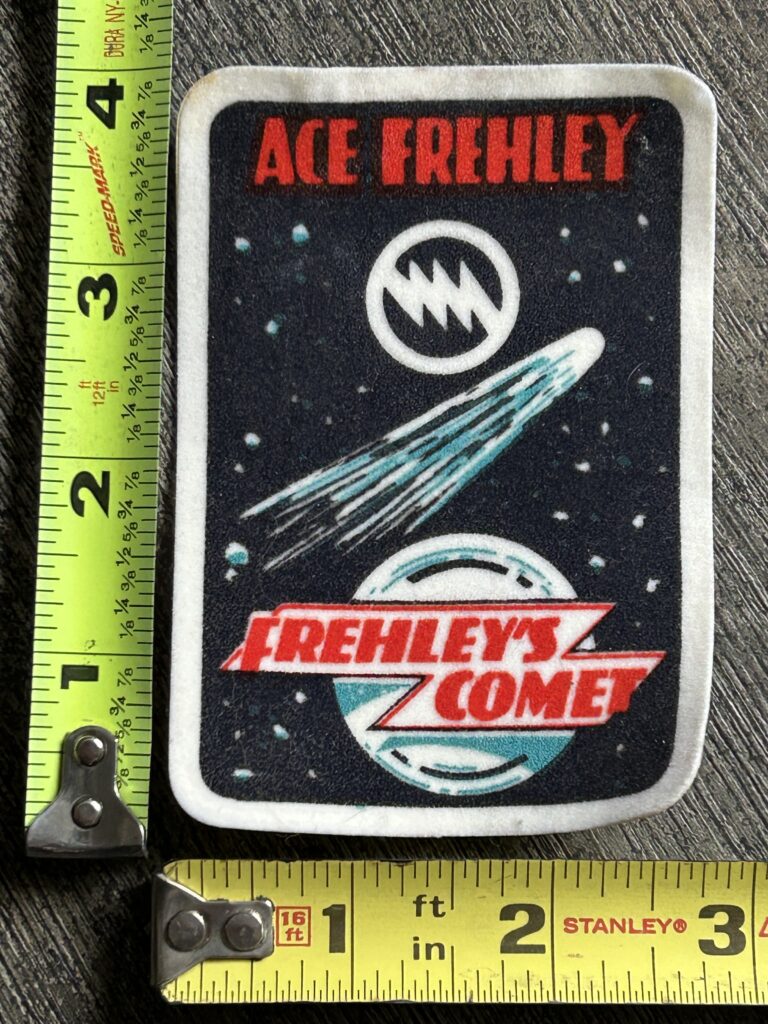 ACE FREHLEY
FREHLEY'S
COMET
4
SPEED-MARK™
3
ft
12ft
in
2
1
16
ft
1
ft
in
2
STANLEY®
3